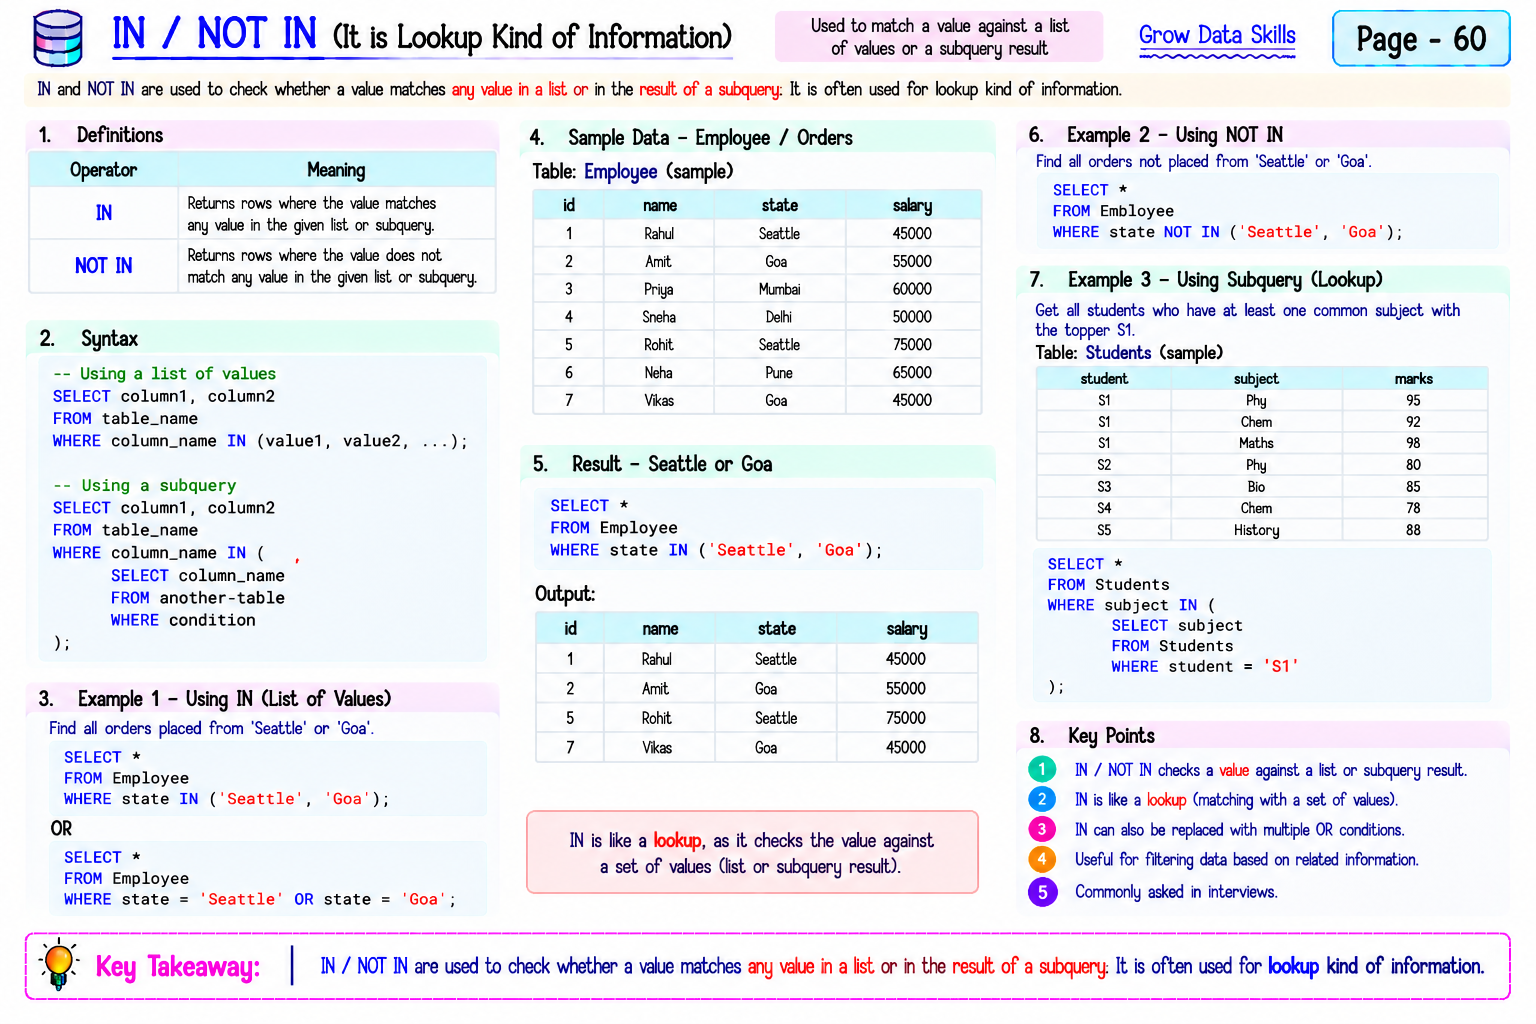 IN / NOT IN (It is Lookup Kind of Information)
Used to match a value against a list
of values or a subquery result
Grow Data Skills
Page - 60
IN and NOT IN are used to check whether a value matches any value in a list or in the result of a subquery: It is often used for lookup kind of information.
1. Definitions
Operator Meaning
IN Returns rows where the value matches
any value in the given list or subquery.
NOT IN Returns rows where the value does not
match any value in the given list or subquery.
2. Syntax
-- Using a list of values
SELECT column1, column2
FROM table_name
WHERE column_name IN (value1, value2, ...);
-- Using a subquery
SELECT column1, column2
FROM table_name
WHERE column_name IN ( ,
SELECT column_name
FROM another-table
WHERE condition
);
3. Example 1 - Using IN (List of Values)
Find all orders placed from 'Seattle' or 'Goa'.
SELECT *
FROM Employee
WHERE state IN ('Seattle', 'Goa');
OR
SELECT *
FROM Employee
WHERE state = 'Seattle' OR state = 'Goa';
4. Sample Data - Employee / Orders
Table: Employee (sample)
id name state salary
1 Rahul Seattle 45000
2 Amit Goa 55000
3 Priya Mumbai 60000
4 Sneha Delhi 50000
5 Rohit Seattle 75000
6 Neha Pune 65000
7 Vikas Goa 45000
5. Result - Seattle or Goa
SELECT *
FROM Employee
WHERE state IN ('Seattle', 'Goa');
Output:
id name state salary
1 Rahul Seattle 45000
2 Amit Goa 55000
5 Rohit Seattle 75000
7 Vikas Goa 45000
IN is like a lookup, as it checks the value against
a set of values (list or subquery result).
6. Example 2 - Using NOT IN
Find all orders not placed from 'Seattle' or 'Goa'.
SELECT *
FROM Embloyee
WHERE state NOT IN ('Seattle', 'Goa');
7. Example 3 - Using Subquery (Lookup)
Get all students who have at least one common subject with
the topper S1.
Table: Students (sample)
student subject marks
S1 Phy 95
S1 Chem 92
S1 Maths 98
S2 Phy 80
S3 Bio 85
S4 Chem 78
S5 History 88
SELECT *
FROM Students
WHERE subject IN (
SELECT subject
FROM Students
WHERE student = 'S1'
);
8. Key Points
1 IN / NOT IN checks a value against a list or subquery result.
2 IN is like a lookup (matching with a set of values).
3 IN can also be replaced with multiple OR conditions.
4 Useful for filtering data based on related information.
5 Commonly asked in interviews.
Key Takeaway: IN / NOT IN are used to check whether a value matches any value in a list or in the result of a subquery: It is often used for lookup kind of information.